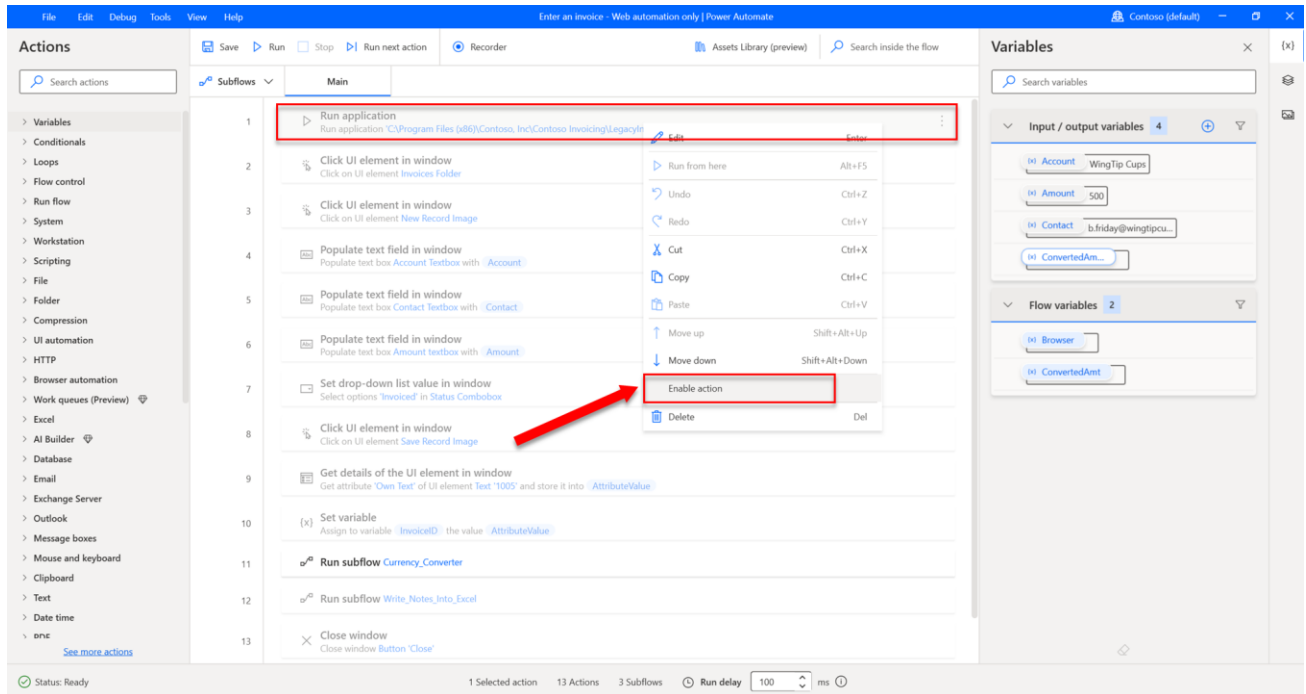 File Edit Debug Tools View Help
Enter an invoice - Web automation only | Power Automate
Contoso (default)
Actions
Search actions
Variables
Conditionals
Loops
Flow control
Run flow
System
Workstation
Scripting
File
Folder
Compression
UI automation
HTTP
Browser automation
Work queues (Preview)
Excel
AI Builder
Database
Email
Exchange Server
Outlook
Message boxes
Mouse and keyboard
Clipboard
Text
Date time
See more actions
Save Run Stop Run next action Recorder
Assets Library (preview) Search inside the flow
Subflows Main
1 Run application
Run application 'C:\Program Files (x86)\Contoso, Inc\Contoso Invoicing\LegacyIn
2 Click UI element in window
Click on UI element Invoices Folder
3 Click UI element in window
Click on UI element New Record Image
4 Populate text field in window
Populate text box Account Textbox with Account
5 Populate text field in window
Populate text box Contact Textbox with Contact
6 Populate text field in window
Populate text box Amount textbox with Amount
7 Set drop-down list value in window
Select options 'Invoiced' in Status Combobox
8 Click UI element in window
Click on UI element Save Record Image
9 Get details of the UI element in window
Get attribute 'Own Text' of UI element Text '1005' and store it into AttributeValue
10 {x} Set variable
Assign to variable InvoiceID the value AttributeValue
11 Run subflow Currency_Converter
12 Run subflow Write_Notes_Into_Excel
13 Close window
Close window Button 'Close'
Edit Enter
Run from here Alt+F5
Undo Ctrl+Z
Redo Ctrl+Y
Cut Ctrl+X
Copy Ctrl+C
Paste Ctrl+V
Move up Shift+Alt+Up
Move down Shift+Alt+Down
Enable action
Delete Del
Variables
{x}
Search variables
Input / output variables 4
(x) Account WingTip Cups
(x) Amount 500
(x) Contact b.friday@wingtipcu...
(x) ConvertedAm...
Flow variables 2
(x) Browser
(x) ConvertedAmt
Status: Ready
1 Selected action 13 Actions 3 Subflows Run delay 100 ms